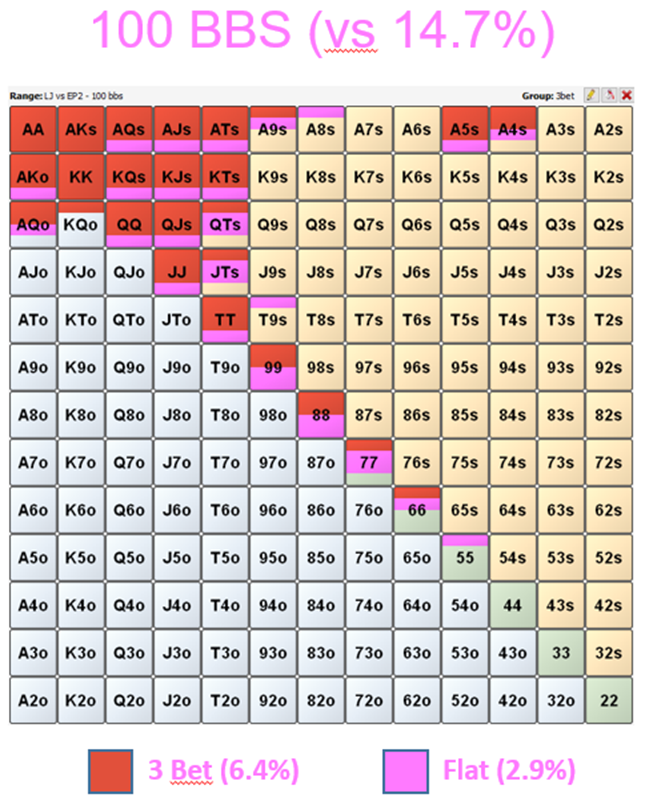 100 BBS (vs 14.7%)
Range: LJ vs EP2 - 100 bbs Group: 3bet
AA AKs AQs AJs ATs A9s A8s A7s A6s A5s A4s A3s A2s
AKo KK KQs KJs KTs K9s K8s K7s K6s K5s K4s K3s K2s
AQo KQo QQ QJs QTs Q9s Q8s Q7s Q6s Q5s Q4s Q3s Q2s
AJo KJo QJo JJ JTs J9s J8s J7s J6s J5s J4s J3s J2s
ATo KTo QTo JTo TT T9s T8s T7s T6s T5s T4s T3s T2s
A9o K9o Q9o J9o T9o 99 98s 97s 96s 95s 94s 93s 92s
A8o K8o Q8o J8o T8o 98o 88 87s 86s 85s 84s 83s 82s
A7o K7o Q7o J7o T7o 97o 87o 77 76s 75s 74s 73s 72s
A6o K6o Q6o J6o T6o 96o 86o 76o 66 65s 64s 63s 62s
A5o K5o Q5o J5o T5o 95o 85o 75o 65o 55 54s 53s 52s
A4o K4o Q4o J4o T4o 94o 84o 74o 64o 54o 44 43s 42s
A3o K3o Q3o J3o T3o 93o 83o 73o 63o 53o 43o 33 32s
A2o K2o Q2o J2o T2o 92o 82o 72o 62o 52o 42o 32o 22
3 Bet (6.4%) Flat (2.9%)